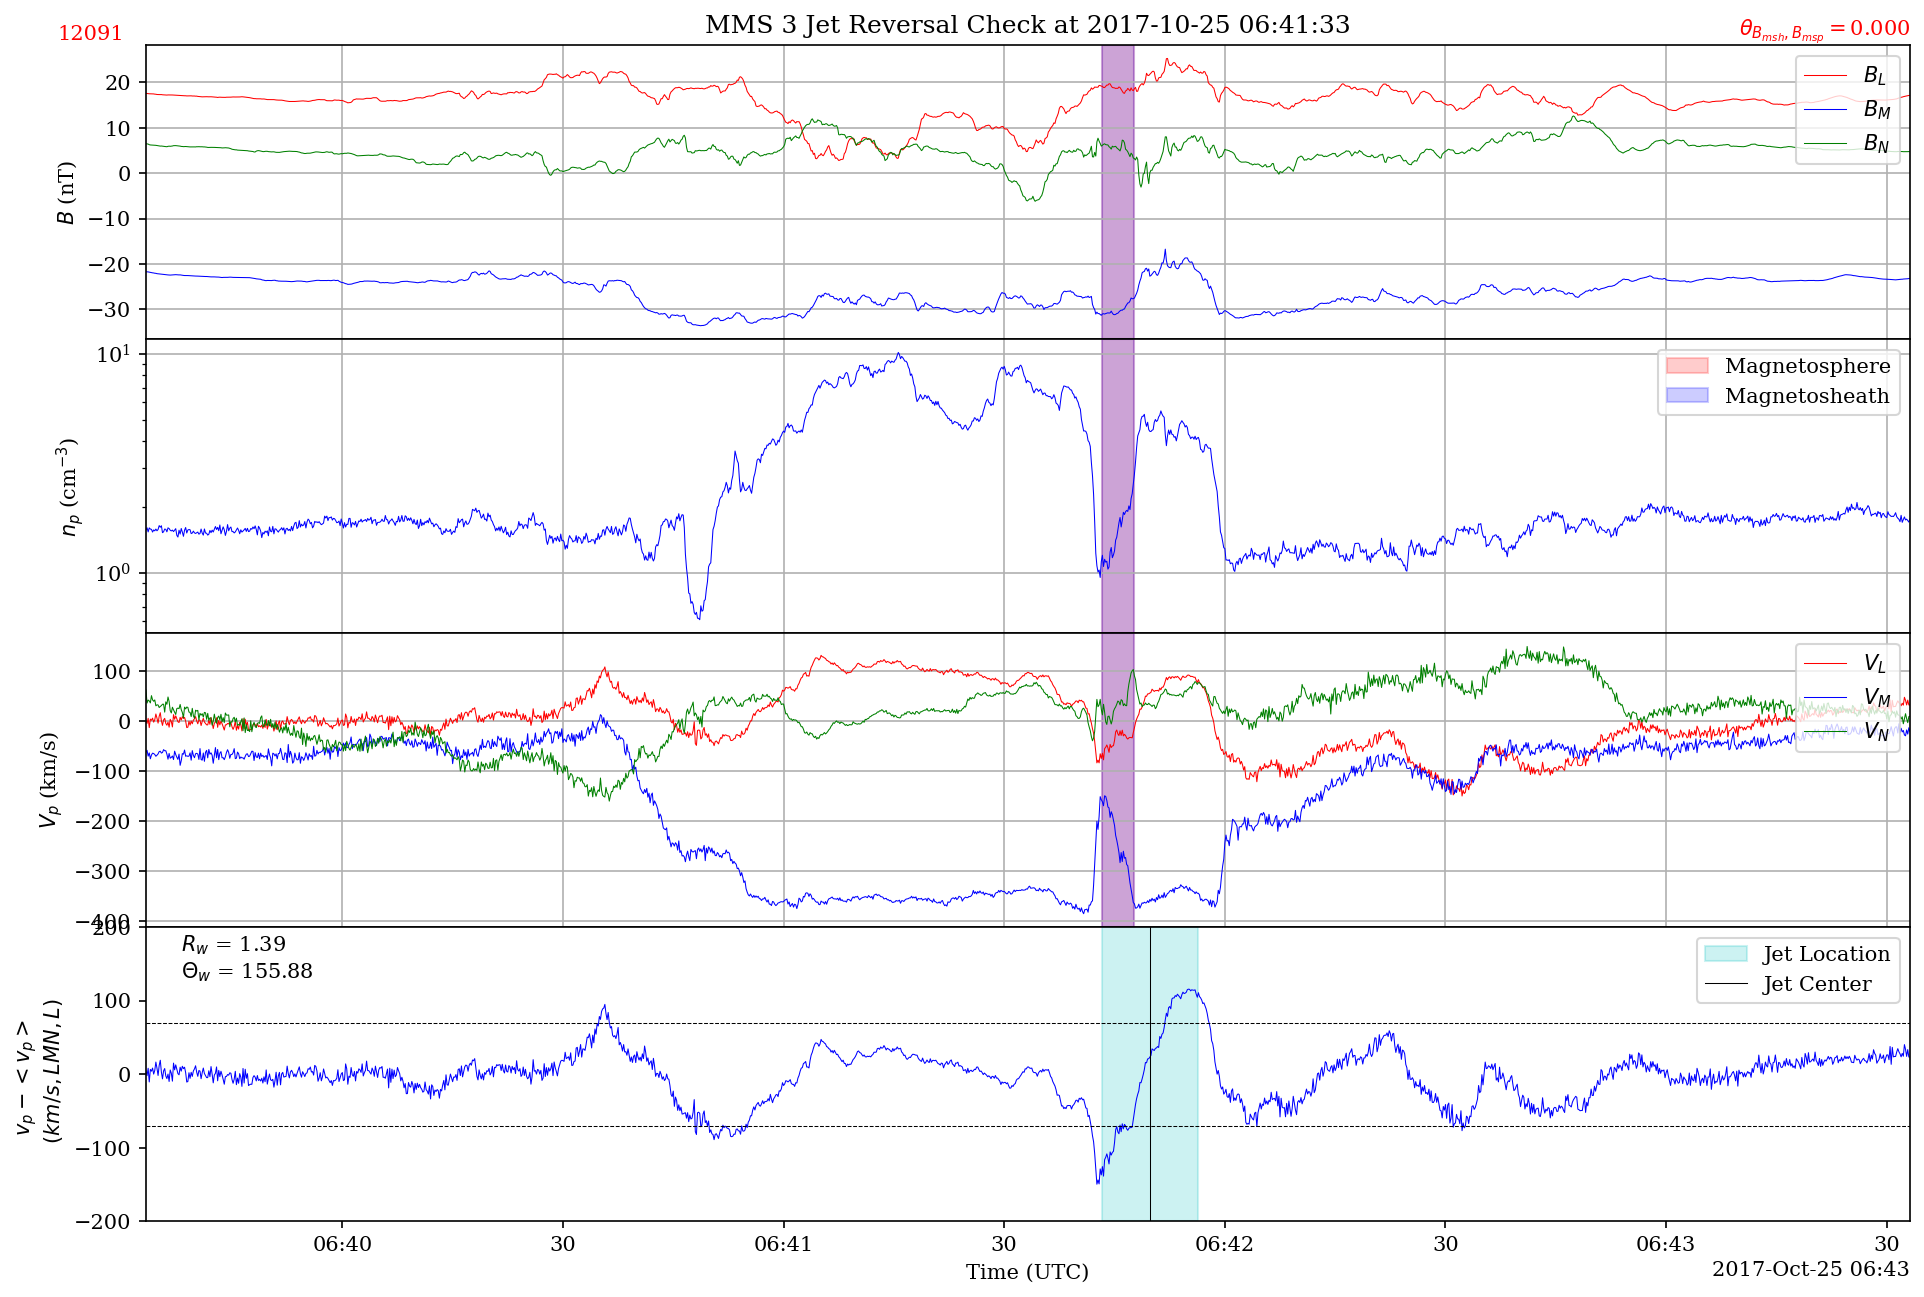 MMS 3 Jet Reversal Check at 2017-10-25 06:41:33
12091
θ_{B_{msh}, B_{msp}} = 0.000
20
10
0
−10
−20
−30
B (nT)
B_L
B_M
B_N
10^1
10^0
n_p (cm^{−3})
Magnetosphere
Magnetosheath
100
0
−100
−200
−300
−400
V_p (km/s)
V_L
V_M
V_N
200
100
0
−100
−200
v_p − < v_p >
(km/s, LMN, L)
R_w = 1.39
Θ_w = 155.88
Jet Location
Jet Center
06:40
30
06:41
30
06:42
30
06:43
30
Time (UTC)
2017-Oct-25 06:43